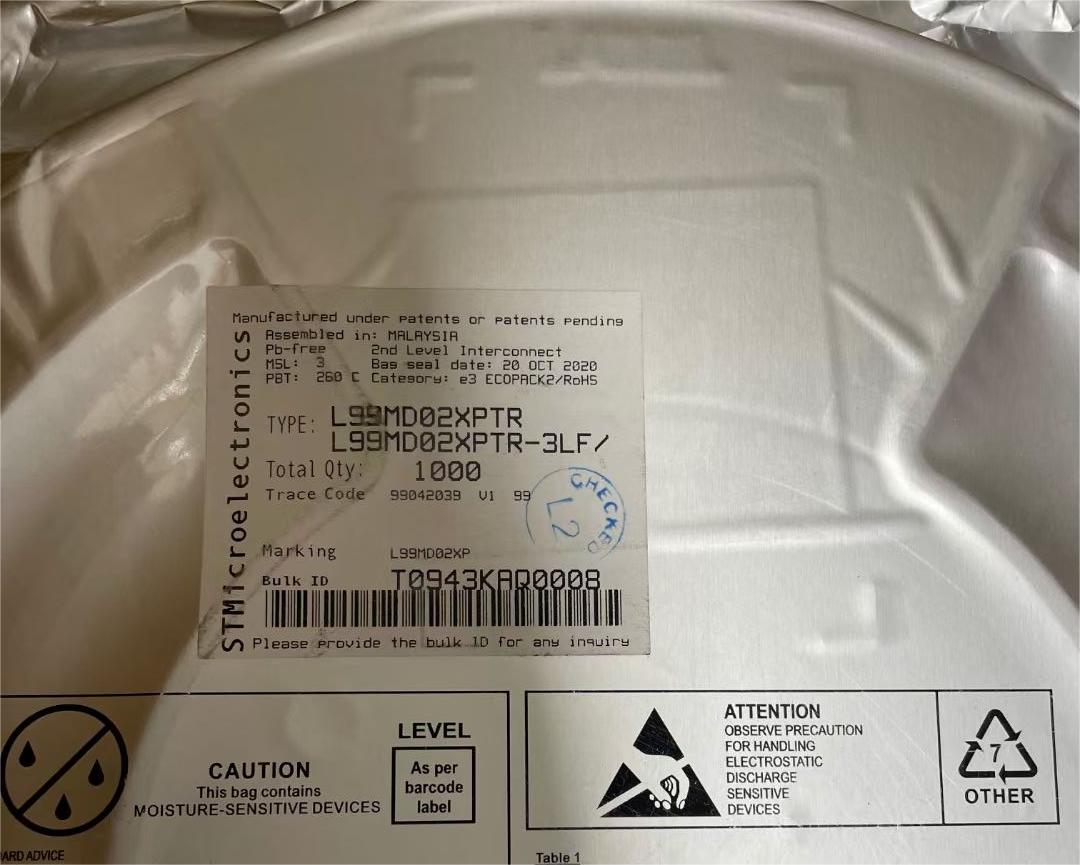 Manufactured under patents or patents pending
STMicroelectronics
Assembled in: MALAYSIA
Pb-free 2nd Level Interconnect
MSL: 3 Bag seal date: 20 OCT 2020
PBT: 260 C Category: e3 ECOPACK2/RoHS
TYPE: L99MD02XPTR
L99MD02XPTR-3LF/
Total Qty: 1000
Trace Code 99042039 V1 99
CHECKED
L2
Marking L99MD02XP
Bulk ID T0943KAQ0008
Please provide the bulk ID for any inquiry
CAUTION
This bag contains
MOISTURE-SENSITIVE DEVICES
LEVEL
As per
barcode
label
ATTENTION
OBSERVE PRECAUTION
FOR HANDLING
ELECTROSTATIC
DISCHARGE
SENSITIVE
DEVICES
7
OTHER
ARD ADVICE
Table 1